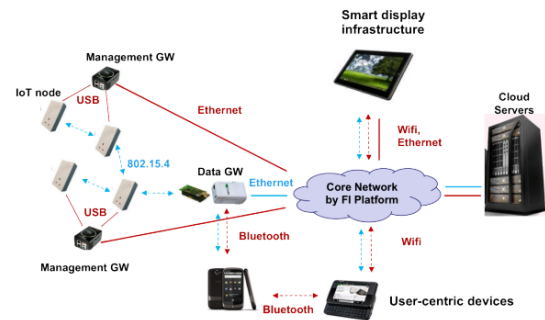 Smart display
infrastructure
Management GW
IoT node
USB
Ethernet
Cloud
Servers
Wifi,
Ethernet
802.15.4
Data GW
Ethernet
Core Network
by FI Platform
USB
Management GW
Bluetooth
Wifi
User-centric devices
Bluetooth